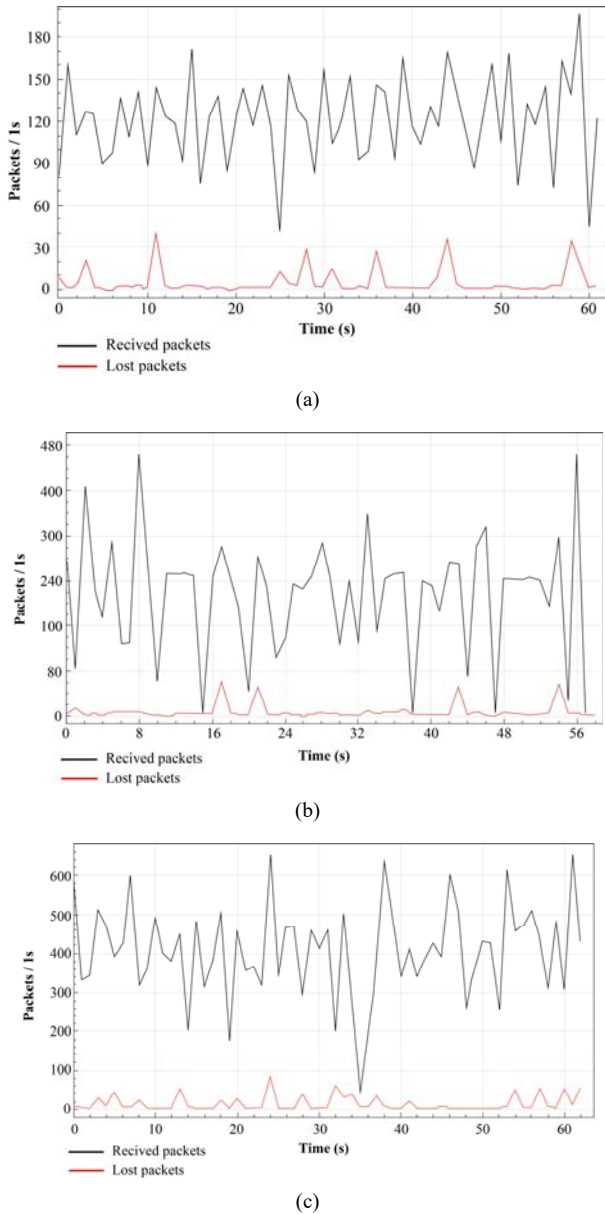 180
150
120
90
60
30
0
Packets / 1s
0 10 20 30 40 50 60
Time (s)
Recived packets
Lost packets
(a)
480
400
300
240
100
80
0
Packets / 1s
0 8 16 24 32 40 48 56
Time (s)
Recived packets
Lost packets
(b)
600
500
400
300
200
100
0
Packets / 1s
0 10 20 30 40 50 60
Time (s)
Recived packets
Lost packets
(c)